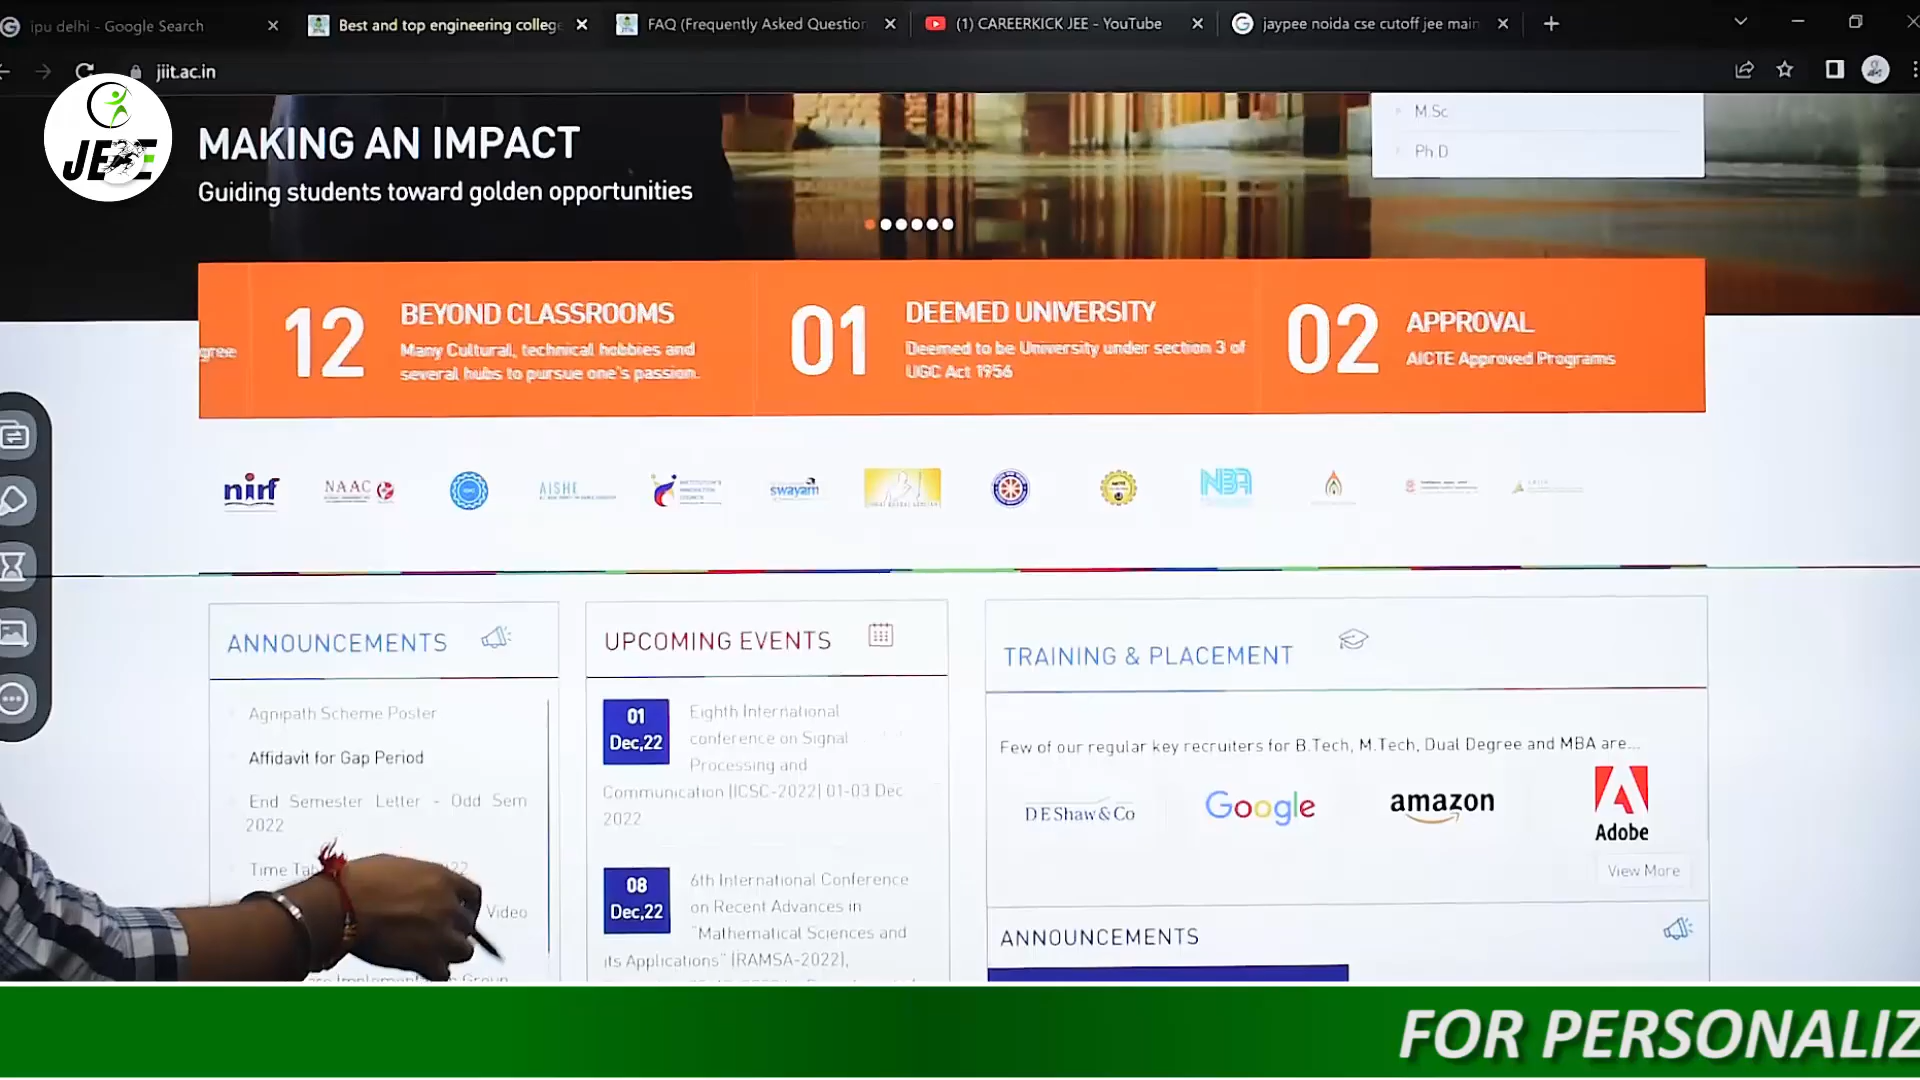 ipu delhi - Google Search
Best and top engineering colleg
FAQ (Frequently Asked Question
(1) CAREERKICK JEE - YouTube
jaypee noida cse cutoff jee main
jiit.ac.in
MAKING AN IMPACT
Guiding students toward golden opportunities
M.Sc
Ph.D
gree
12
BEYOND CLASSROOMS
Many Cultural, technical hobbies and
several hubs to pursue one's passion.
01
DEEMED UNIVERSITY
Deemed to be University under section 3 of
UGC Act 1956
02
APPROVAL
AICTE Approved Programs
nirf
NAAC
AISHE
swayam
NBA
ANNOUNCEMENTS
Agnipath Scheme Poster
Affidavit for Gap Period
End Semester Letter - Odd Sem
2022
Time Tab
22
Video
UPCOMING EVENTS
01
Dec,22
Eighth International
conference on Signal
Processing and
Communication (ICSC-2022) 01-03 Dec
2022
08
Dec,22
6th International Conference
on Recent Advances in
"Mathematical Sciences and
its Applications" (RAMSA-2022),
TRAINING & PLACEMENT
Few of our regular key recruiters for B.Tech, M.Tech, Dual Degree and MBA are...
DE Shaw & Co
Google
amazon
Adobe
View More
ANNOUNCEMENTS
FOR PERSONALIZ